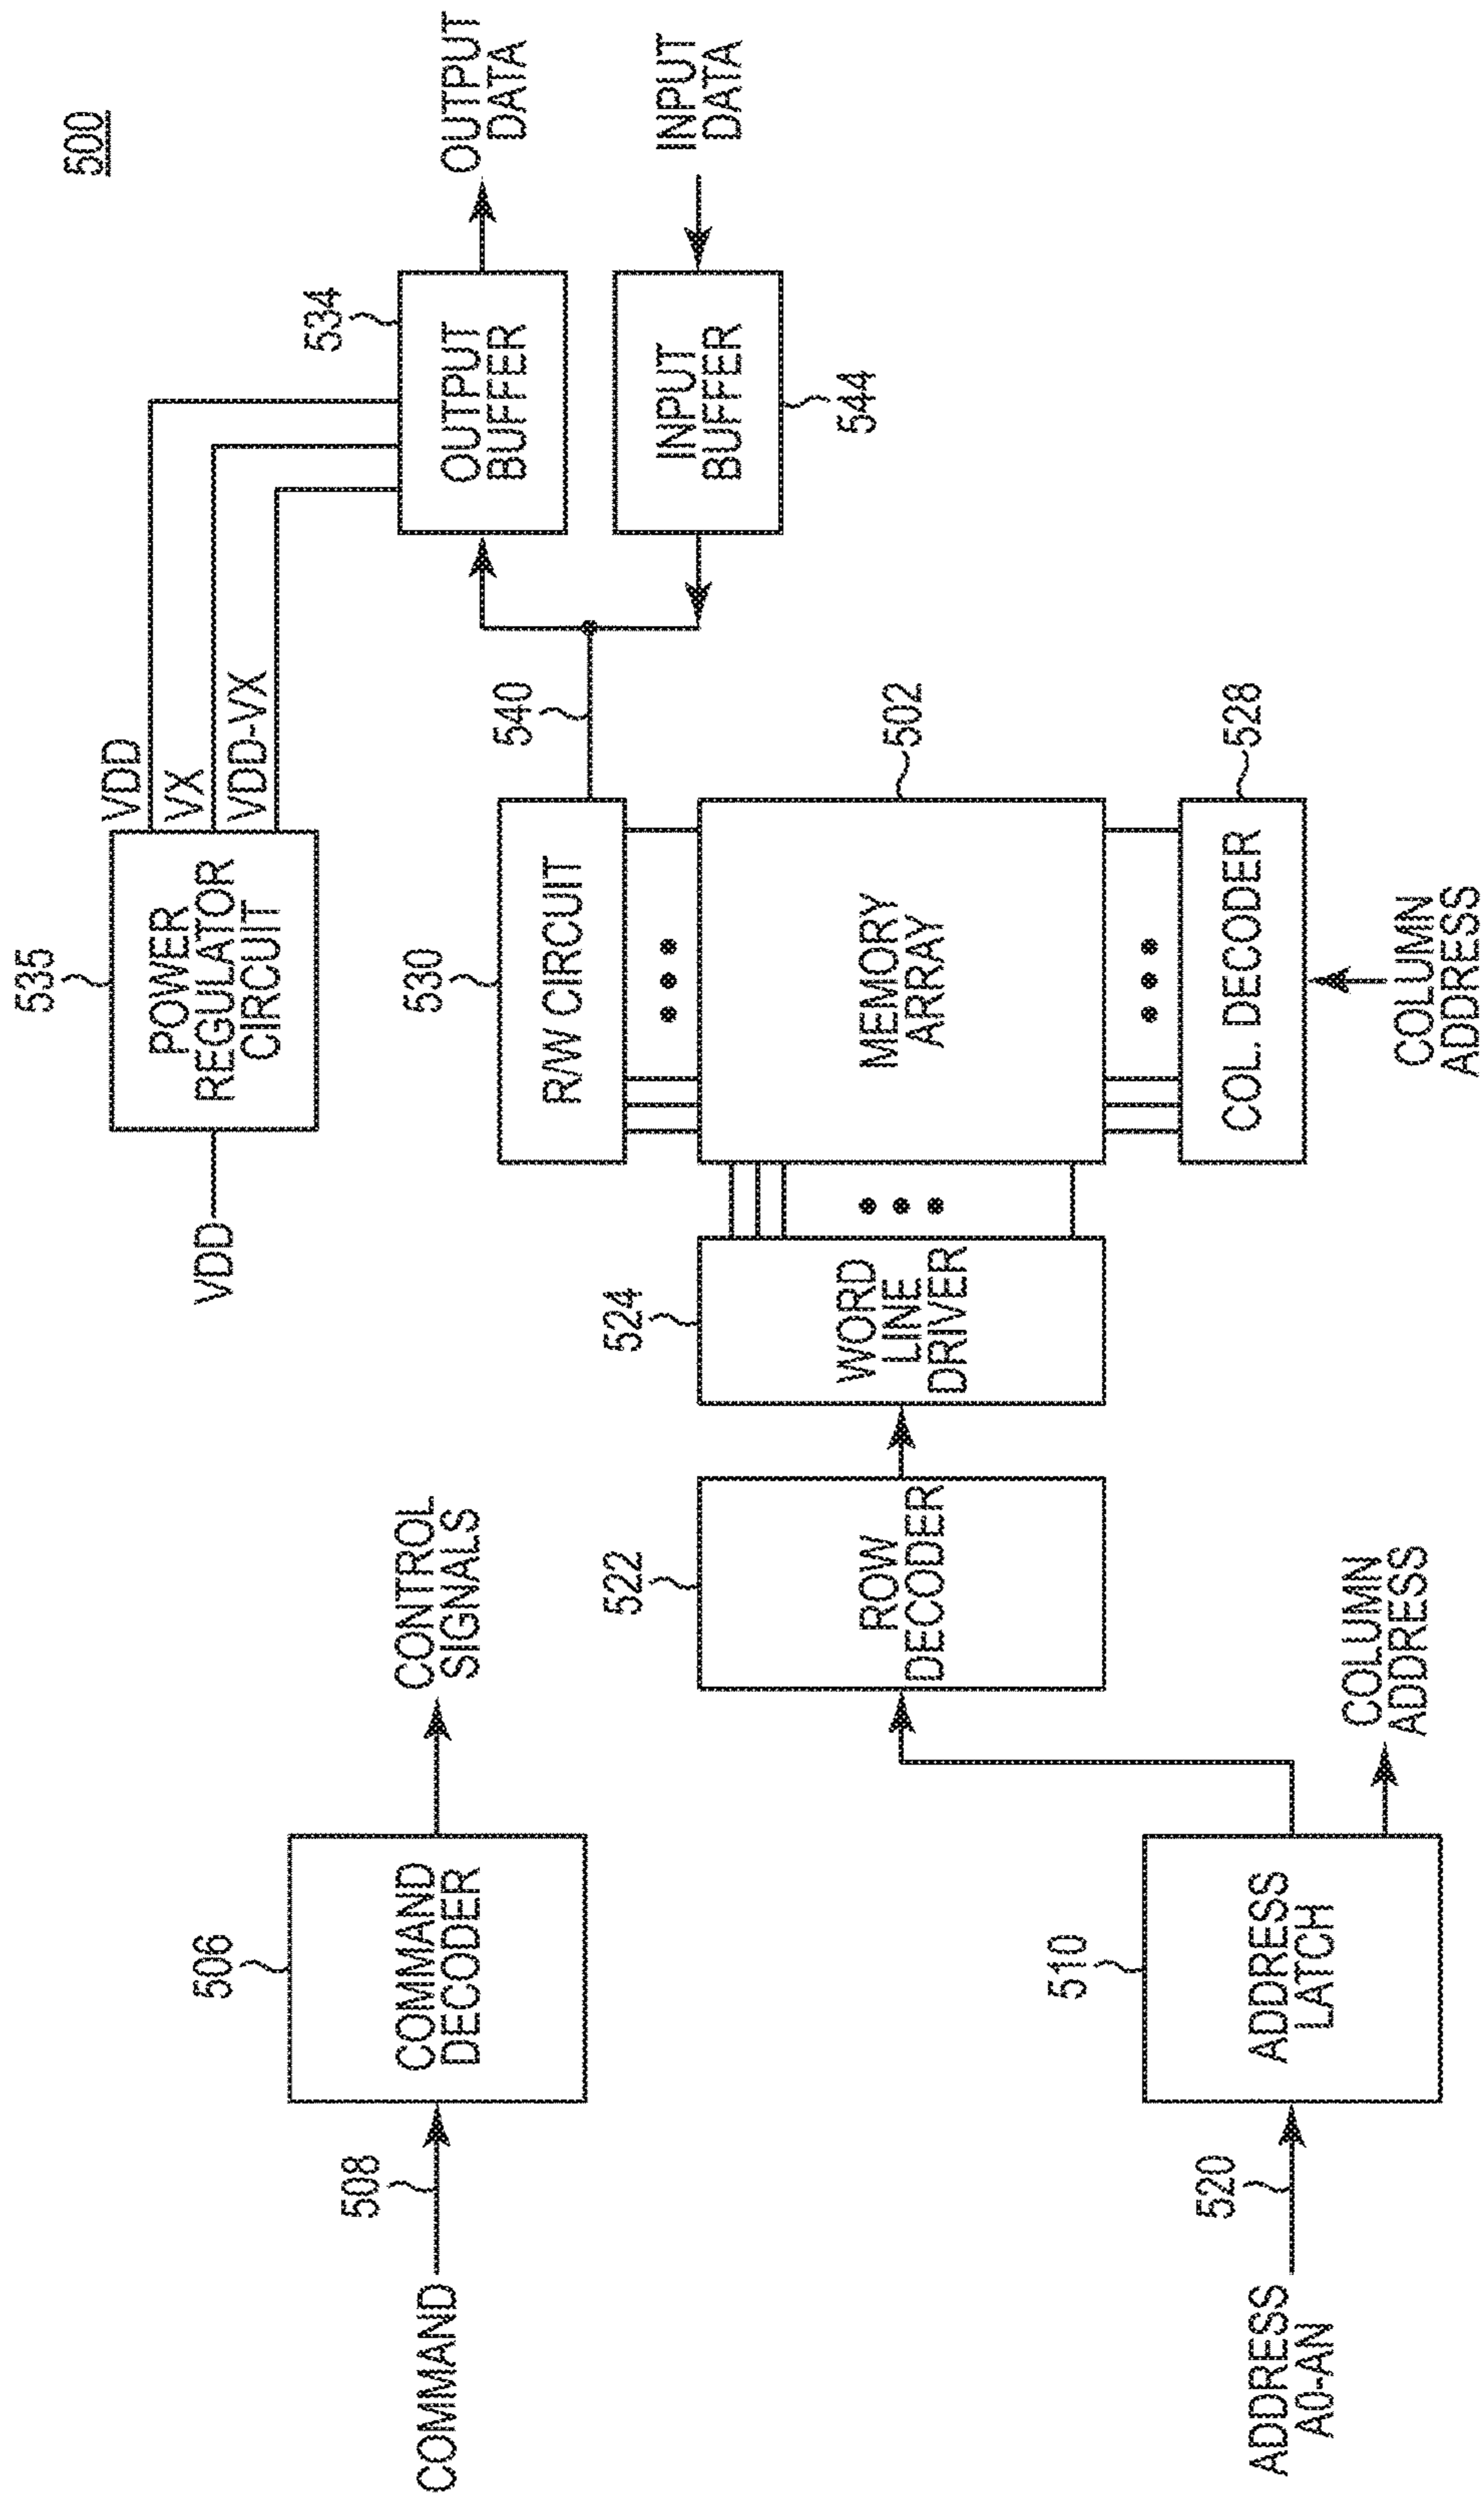 500
535
POWER
REGULATOR
CIRCUIT
VDD
VDD
VX
VDD-VX
534
OUTPUT
BUFFER
OUTPUT
DATA
INPUT
BUFFER
544
INPUT
DATA
506
COMMAND
DECODER
508
COMMAND
CONTROL
SIGNALS
530
R/W CIRCUIT
540
522
ROW
DECODER
524
WORD
LINE
DRIVER
MEMORY
ARRAY
502
COL. DECODER
528
COLUMN
ADDRESS
510
ADDRESS
LATCH
520
ADDRESS
A0-AN
COLUMN
ADDRESS